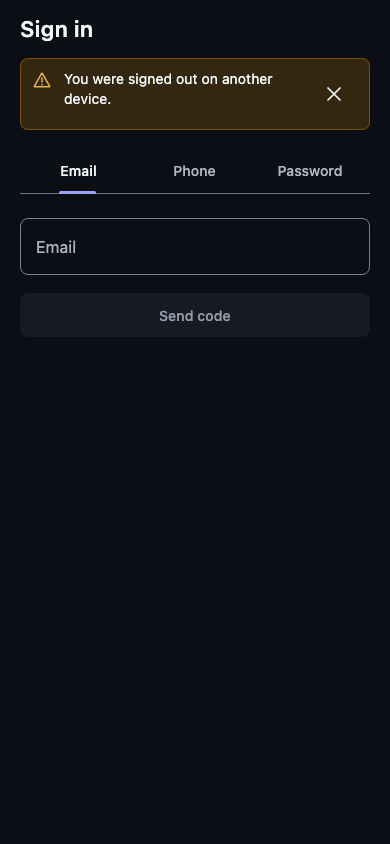 Sign in
You were signed out on another
device.
Email
Phone
Password
Email
Send code